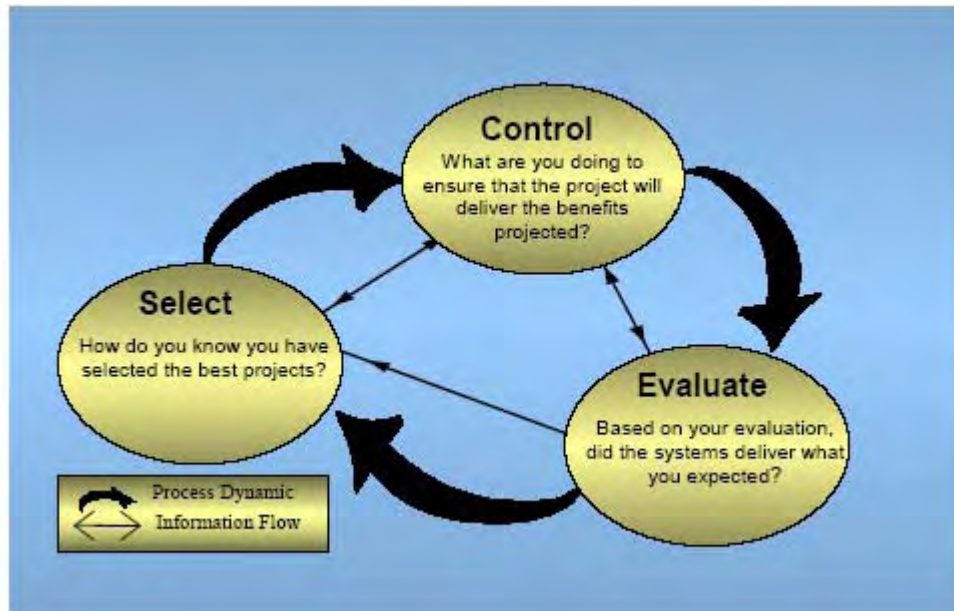 Control
What are you doing to
ensure that the project will
deliver the benefits
projected?
Select
How do you know you have
selected the best projects?
Evaluate
Based on your evaluation,
did the systems deliver what
you expected?
Process Dynamic
Information Flow